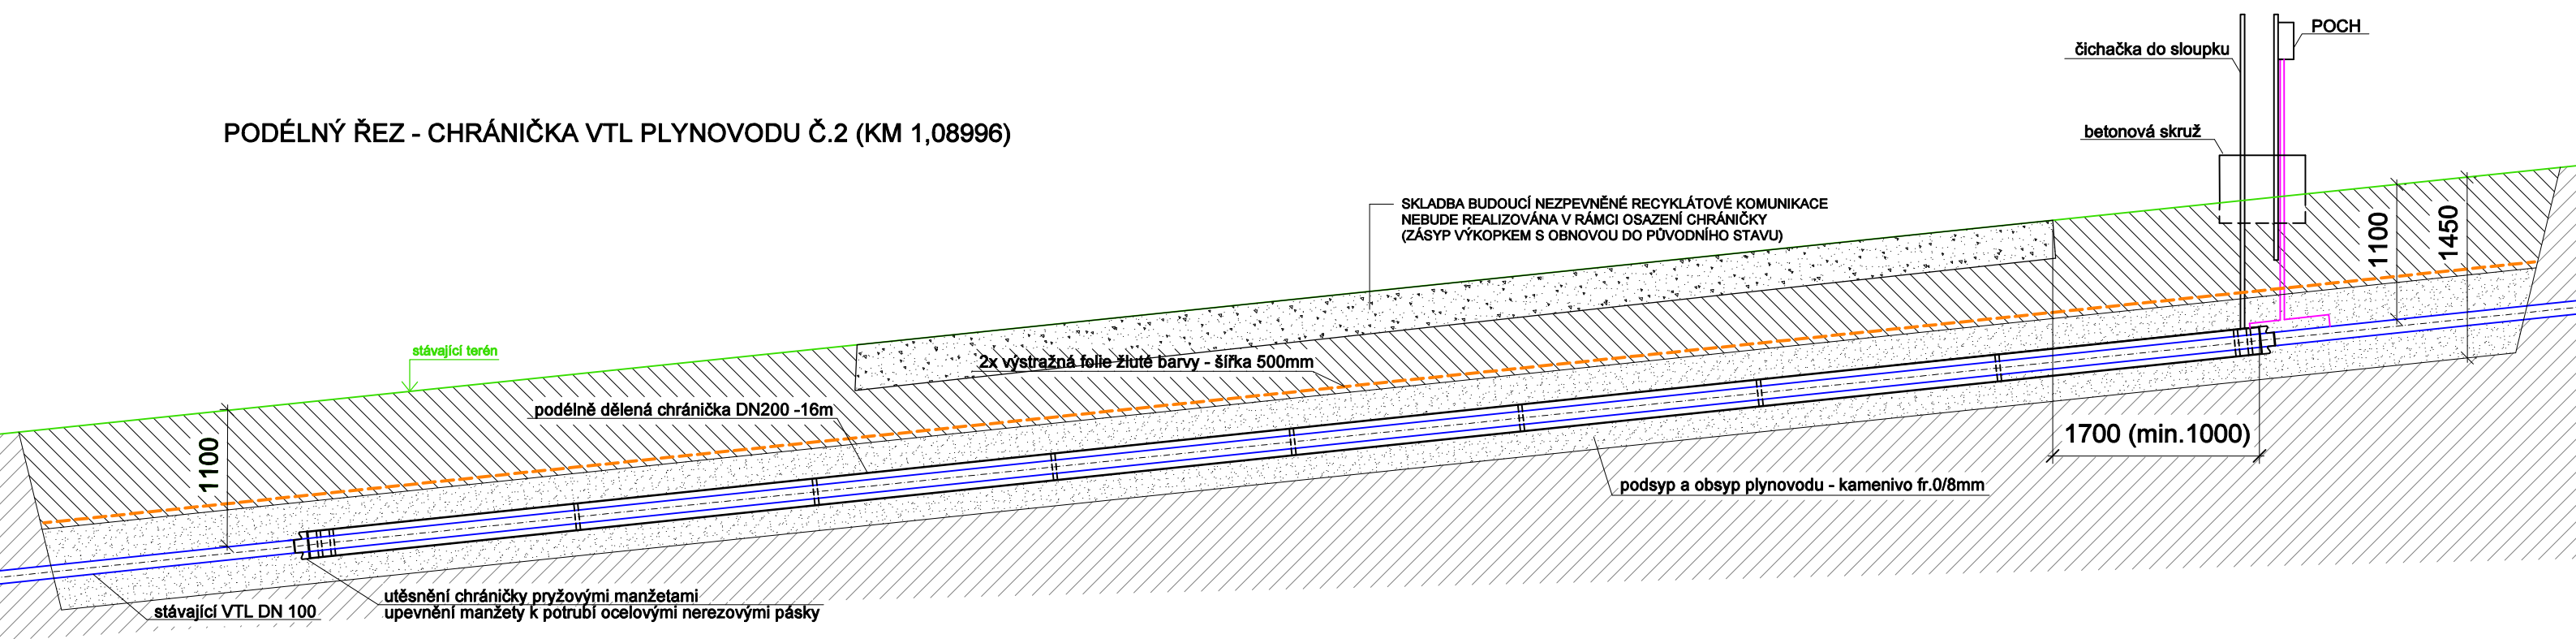 POCH
čichačka do sloupku
PODÉLNÝ ŘEZ - CHRÁNIČKA VTL PLYNOVODU Č.2 (KM 1,08996)
betonová skruž
SKLADBA BUDOUCÍ NEZPEVNĚNÉ RECYKLÁTOVÉ KOMUNIKACE
NEBUDE REALIZOVÁNA V RÁMCI OSAZENÍ CHRÁNIČKY
(ZÁSYP VÝKOPKEM S OBNOVOU DO PŮVODNÍHO STAVU)
1100
1450
stávající terén
2x výstražná folie žluté barvy - šířka 500mm
podélně dělená chránička DN200 -16m
1700 (min.1000)
1100
podsyp a obsyp plynovodu - kamenivo fr.0/8mm
utěsnění chráničky pryžovými manžetami
upevnění manžety k potrubí ocelovými nerezovými pásky
stávající VTL DN 100